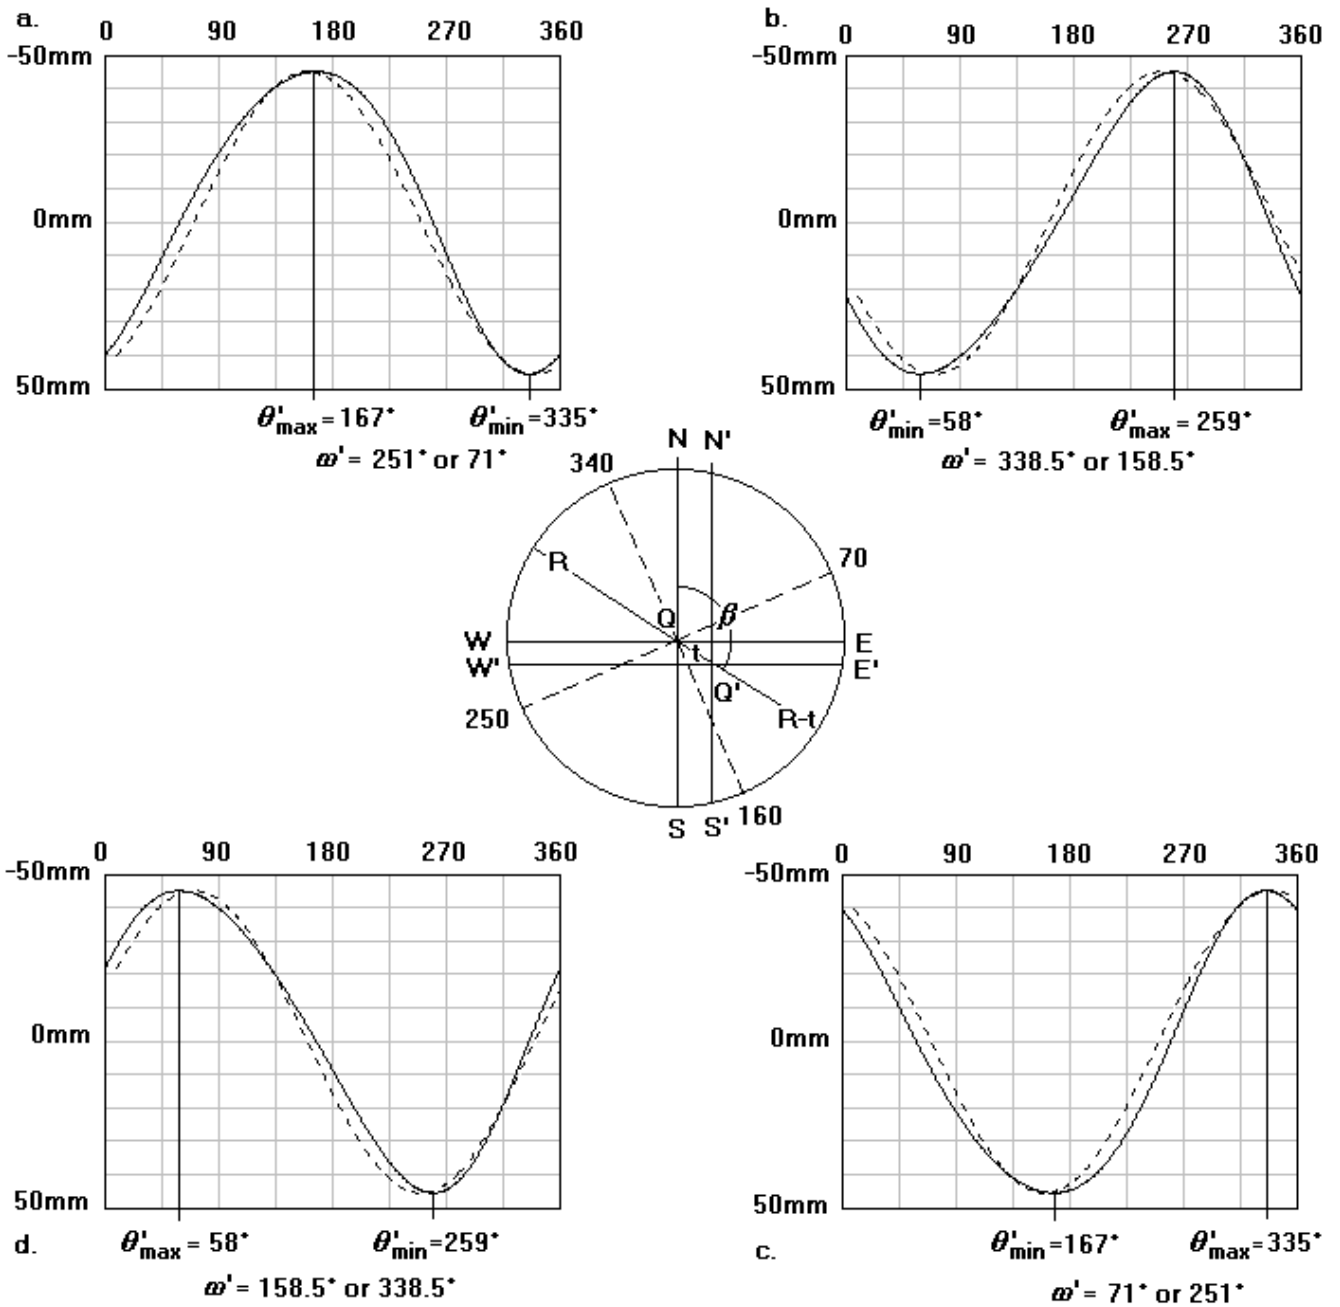 a.
0 90 180 270 360
-50mm
0mm
50mm
θ'max = 167° θ'min = 335°
ϖ' = 251° or 71°
b.
0 90 180 270 360
-50mm
0mm
50mm
θ'min = 58° θ'max = 259°
ϖ' = 338.5° or 158.5°
N N'
340
70
R
Q β
W E
t
W' E'
Q'
250 R-t
160
S S'
0 90 180 270 360
-50mm
0mm
50mm
d.
θ'max = 58° θ'min = 259°
ϖ' = 158.5° or 338.5°
0 90 180 270 360
-50mm
0mm
50mm
c.
θ'min = 167° θ'max = 335°
ϖ' = 71° or 251°